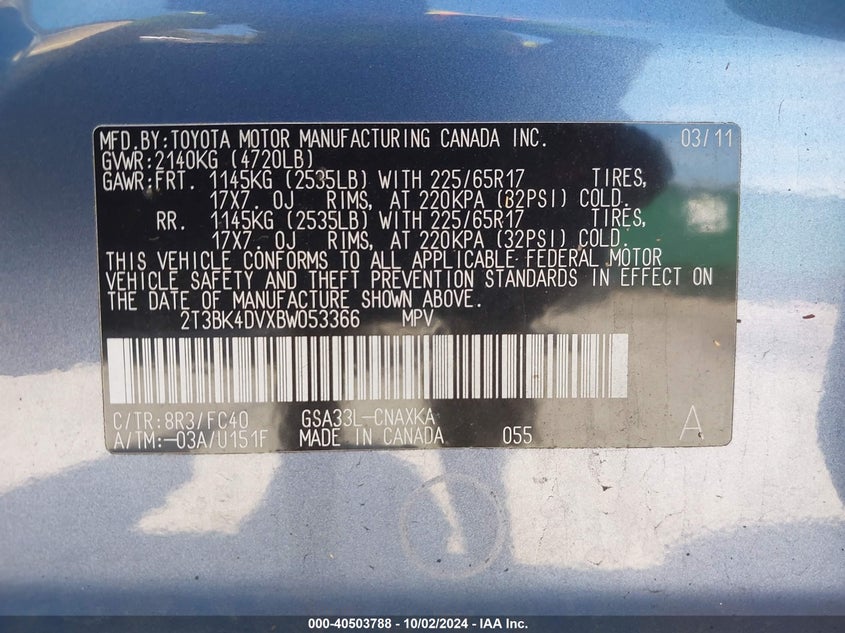 MFD.BY:TOYOTA MOTOR MANUFACTURING CANADA INC. 03/11
GVWR:2140KG (4720LB)
GAWR:FRT. 1145KG (2535LB) WITH 225/65R17 TIRES,
17X7.0J RIMS, AT 220KPA (32PSI) COLD.
RR. 1145KG (2535LB) WITH 225/65R17 TIRES,
17X7.0J RIMS, AT 220KPA (32PSI) COLD.
THIS VEHICLE CONFORMS TO ALL APPLICABLE FEDERAL MOTOR
VEHICLE SAFETY AND THEFT PREVENTION STANDARDS IN EFFECT ON
THE DATE OF MANUFACTURE SHOWN ABOVE.
2T3BK4DVXBW053366 MPV
C/TR:8R3/FC40 GSA33L-CNAXKA
A/TM:-03A/U151F MADE IN CANADA 055 A
000-40503788 - 10/02/2024 - IAA Inc.